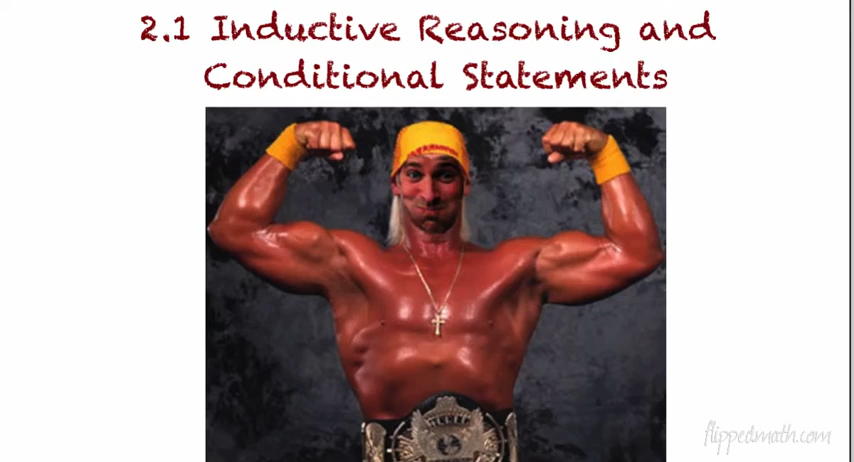 2.1 Inductive Reasoning and
Conditional Statements
flippedmath.com